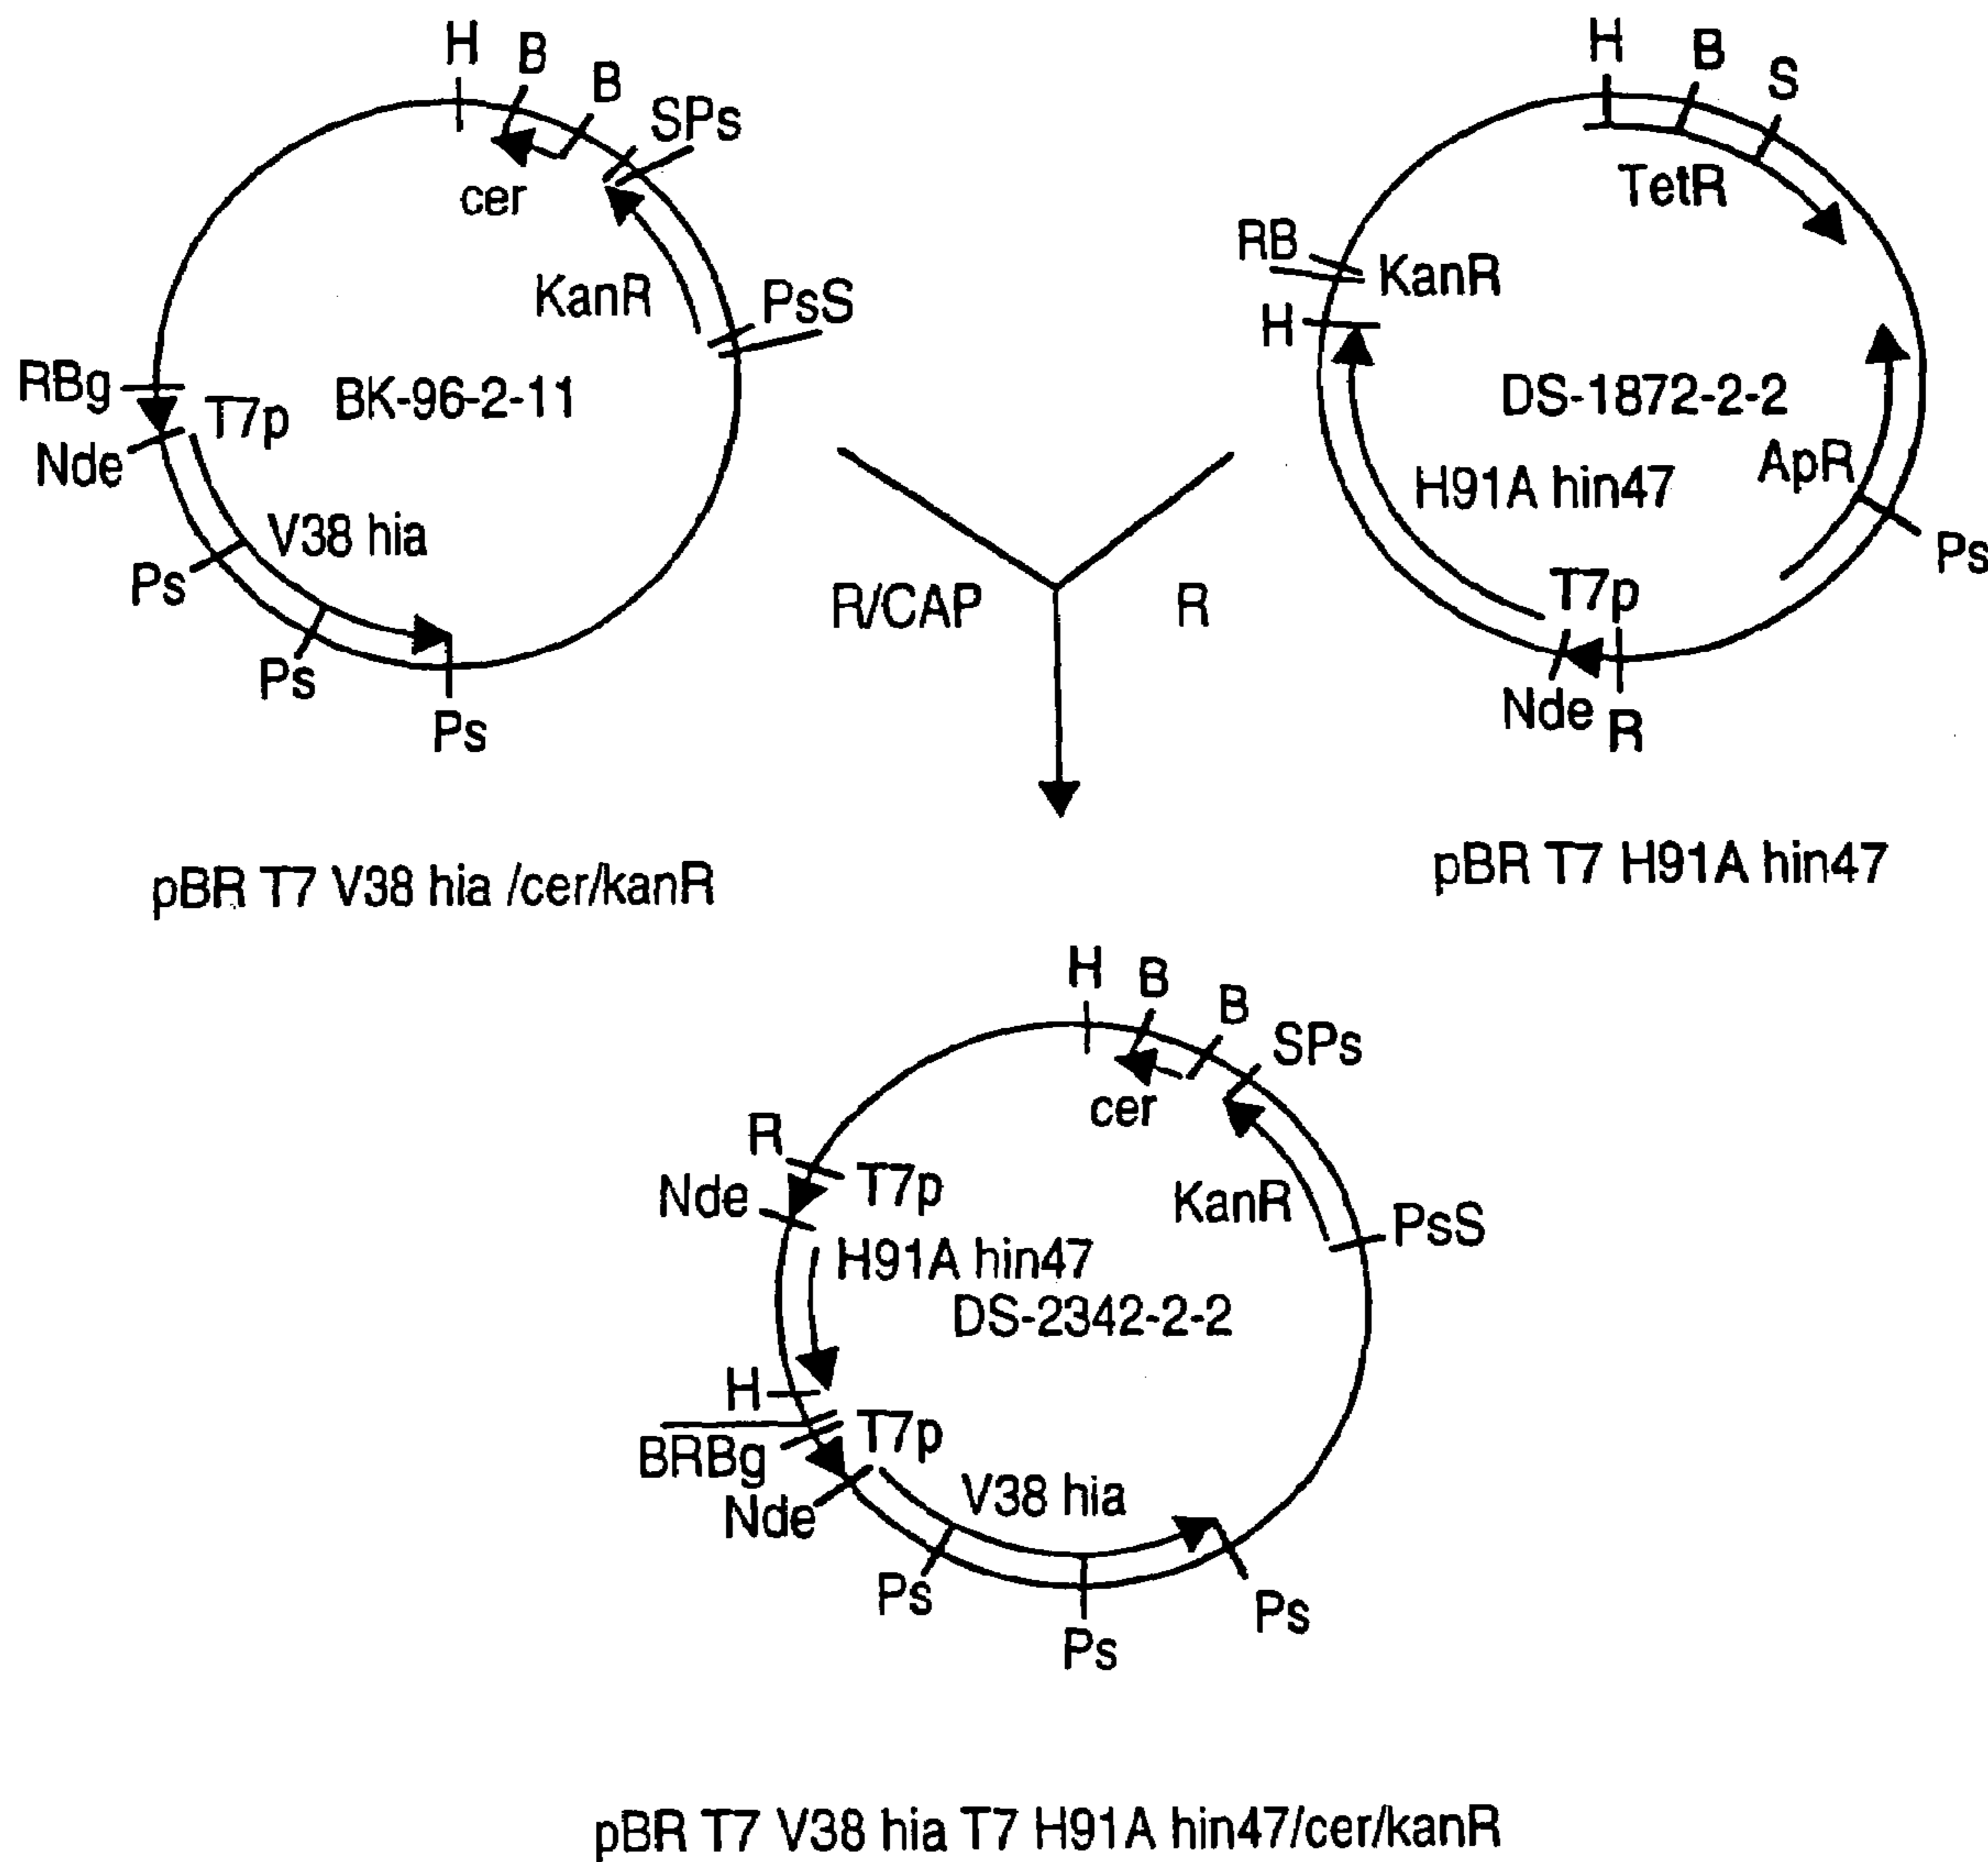 H
B
B
SPs
cer
KanR
PsS
RBg
T7p
BK-96-2-11
Nde
V38 hia
Ps
Ps
Ps
pBR T7 V38 hia /cer/kanR
H
B
S
TetR
RB
KanR
H
DS-1872-2-2
ApR
H91A hin47
Ps
T7p
Nde
R
pBR T7 H91A hin47
R/CAP
R
H
B
B
SPs
cer
R
T7p
Nde
KanR
PsS
H91A hin47
DS-2342-2-2
H
T7p
BRBg
V38 hia
Nde
Ps
Ps
Ps
pBR T7 V38 hia T7 H91A hin47/cer/kanR